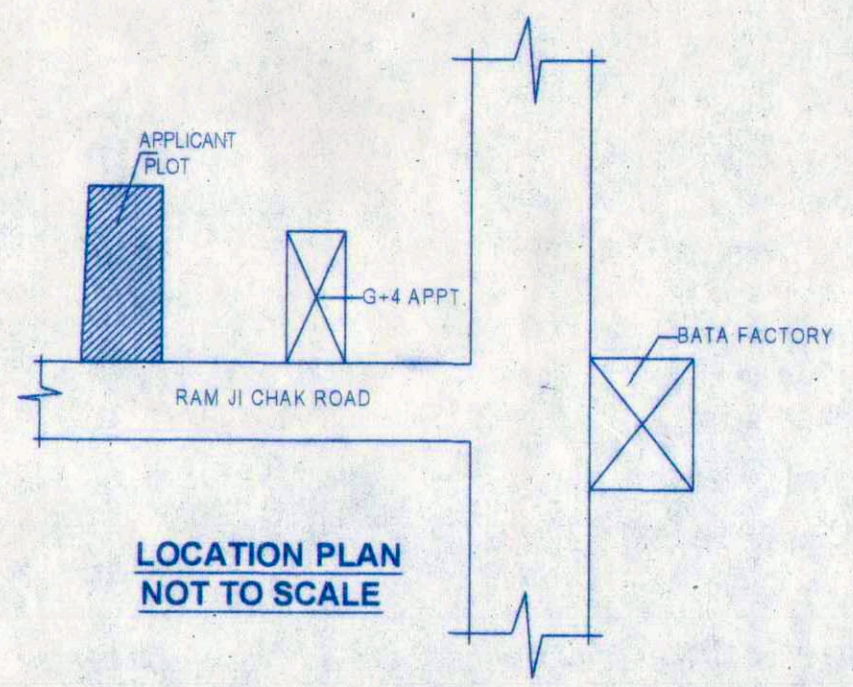 APPLICANT
PLOT
G+4 APPT.
BATA FACTORY
RAM JI CHAK ROAD
LOCATION PLAN
NOT TO SCALE